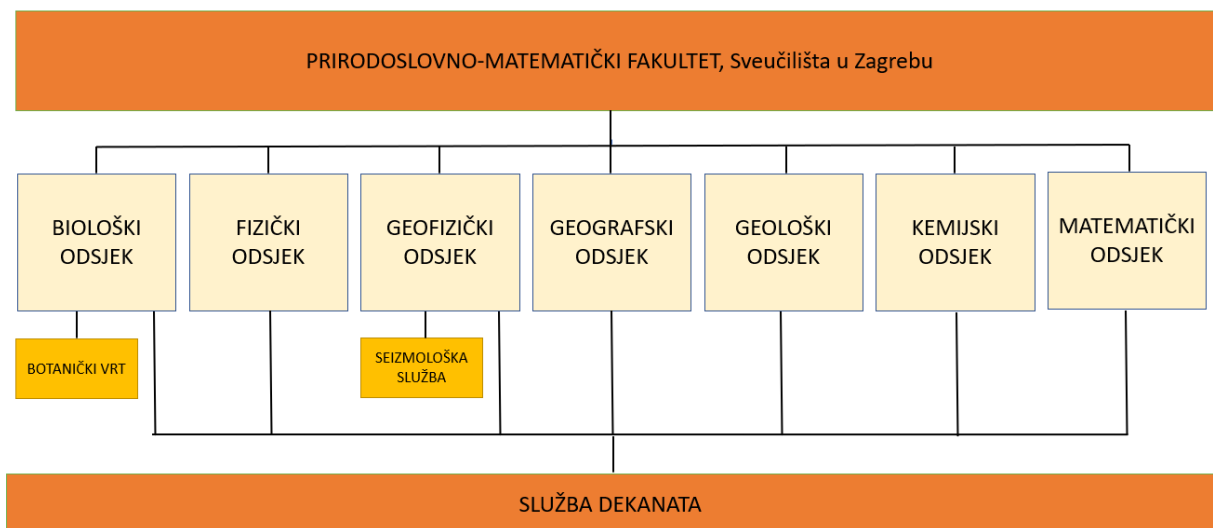 PRIRODOSLOVNO-MATEMATIČKI FAKULTET, Sveučilišta u Zagrebu
BIOLOŠKI
ODSJEK
FIZIČKI
ODSJEK
GEOFIZIČKI
ODSJEK
GEOGRAFSKI
ODSJEK
GEOLOŠKI
ODSJEK
KEMIJSKI
ODSJEK
MATEMATIČKI
ODSJEK
BOTANIČKI VRT
SEIZMOLOŠKA
SLUŽBA
SLUŽBA DEKANATA